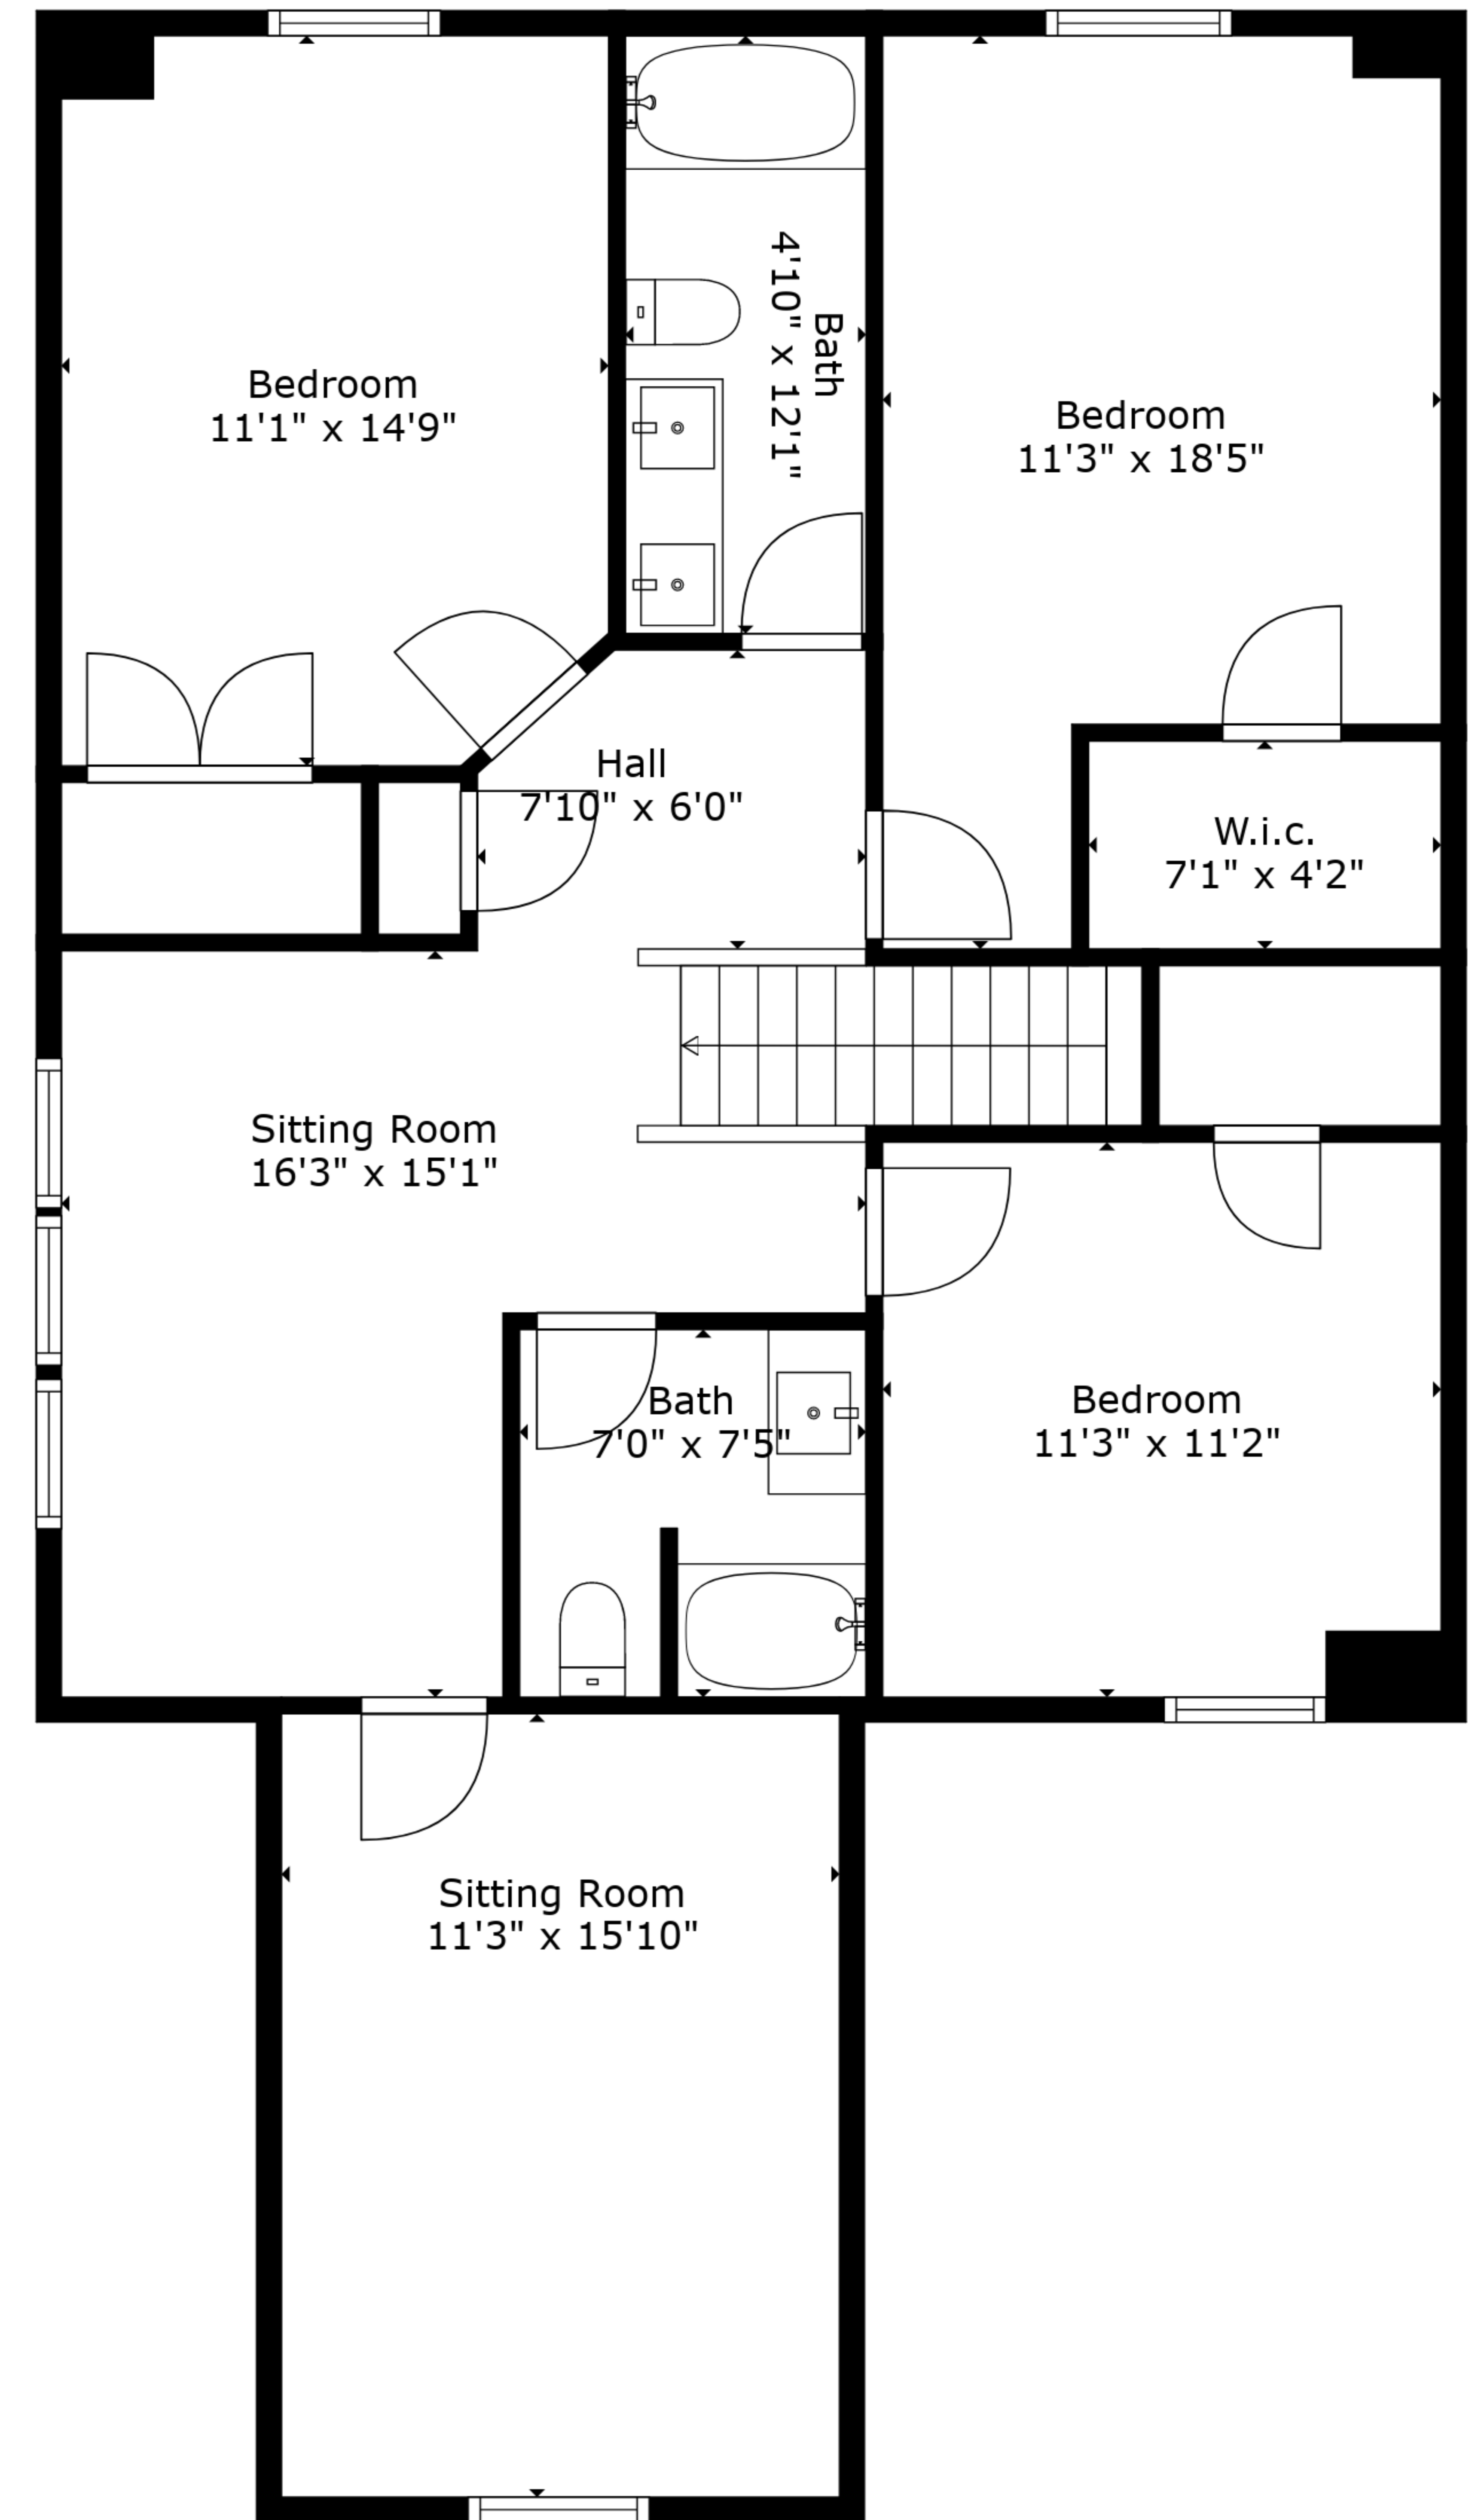 Bedroom
11'1" x 14'9"
Bath
4'10" x 12'1"
Bedroom
11'3" x 18'5"
Hall
7'10" x 6'0"
W.i.c.
7'1" x 4'2"
Sitting Room
16'3" x 15'1"
Bath
7'0" x 7'5"
Bedroom
11'3" x 11'2"
Sitting Room
11'3" x 15'10"